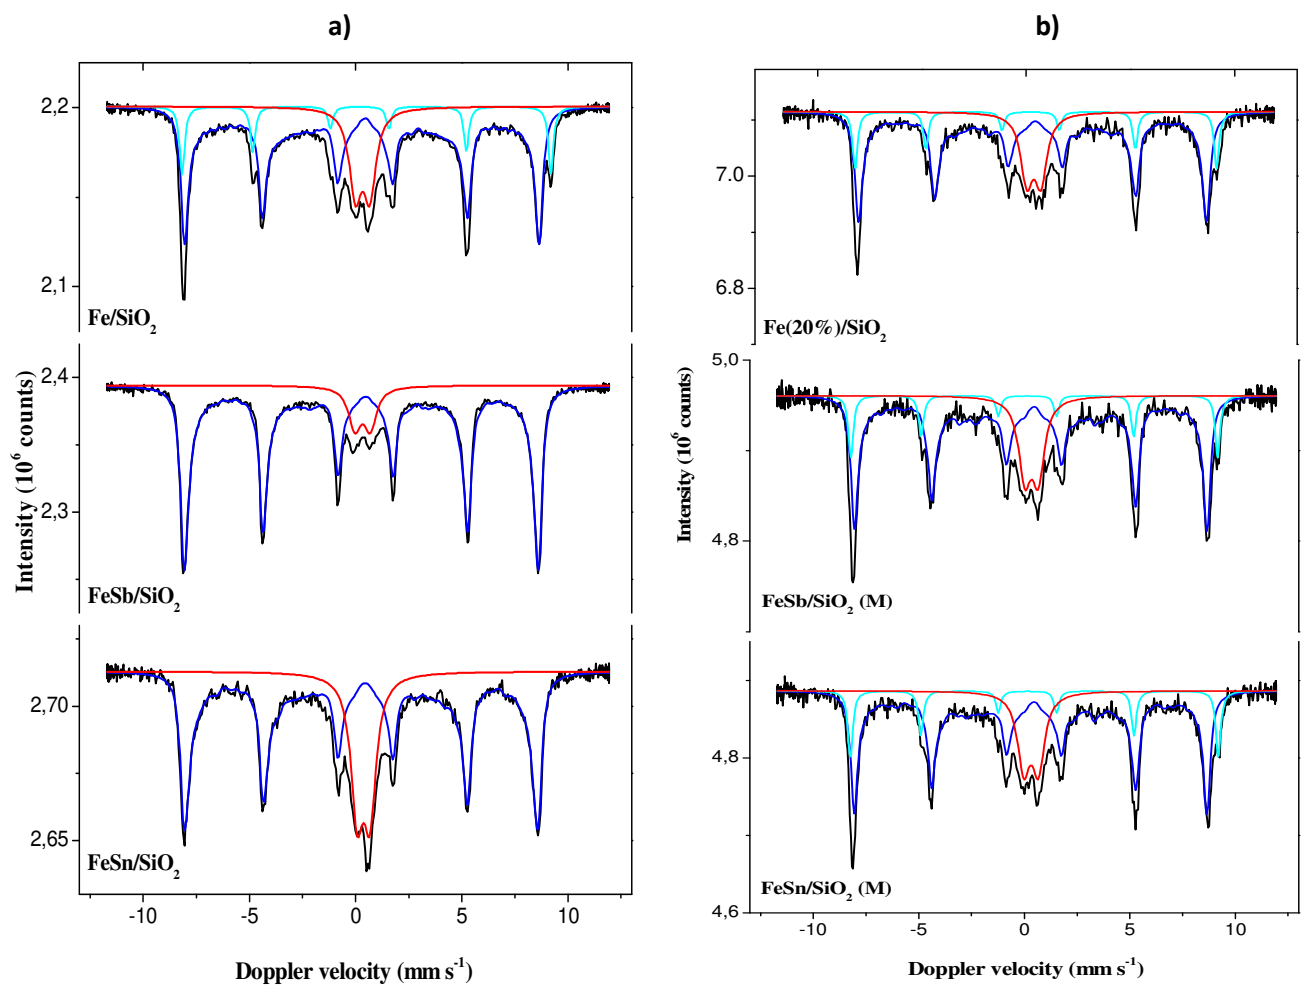 a)
2,2
2,1
Fe/SiO2
2,4
2,3
FeSb/SiO2
2,70
2,65
FeSn/SiO2
-10 -5 0 5 10
Intensity (10^6 counts)
Doppler velocity (mm s-1)
b)
7.0
6.8
Fe(20%)/SiO2
5,0
4,8
FeSb/SiO2 (M)
4,8
4,6
FeSn/SiO2 (M)
-10 -5 0 5 10
Intensity (10^6 counts)
Doppler velocity (mm s-1)